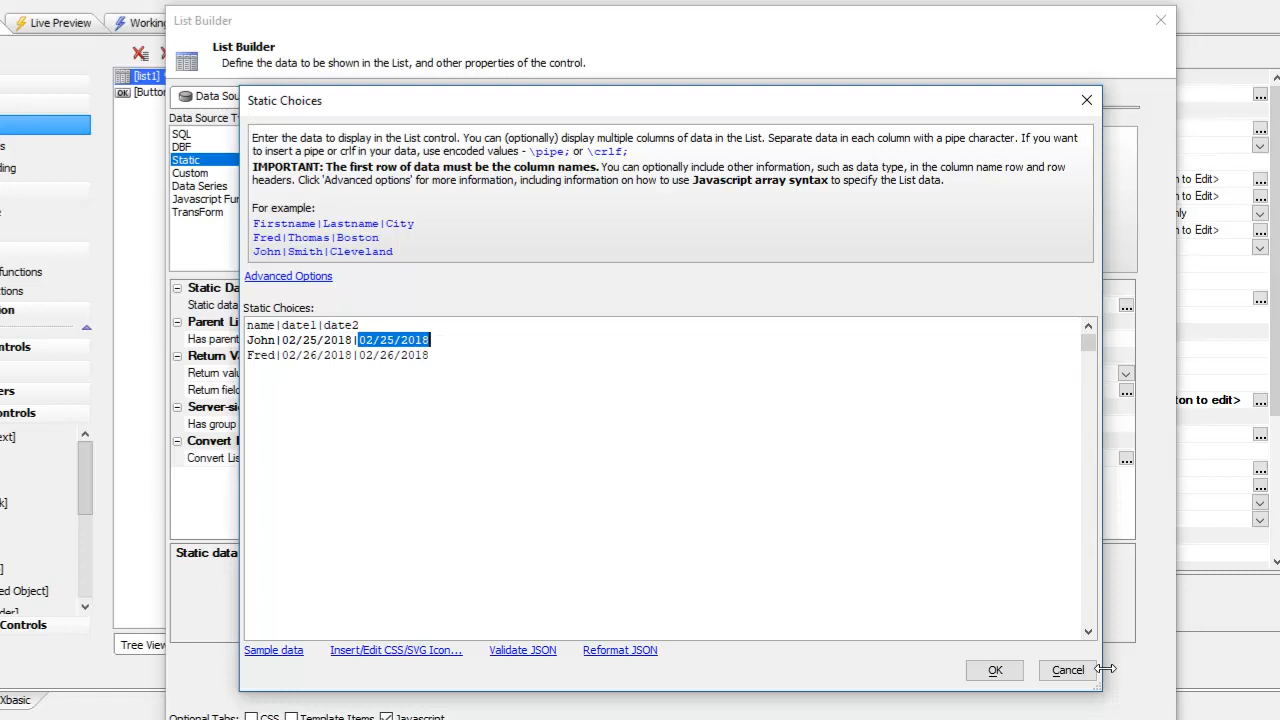 Live Preview
Working
List Builder
List Builder
Define the data to be shown in the List, and other properties of the control.
[list1]
OK [Button
Data Sou
Data Source T
SQL
DBF
Static
Custom
Data Series
Javascript Fun
TransForm
Static Choices
Enter the data to display in the List control. You can (optionally) display multiple columns of data in the List. Separate data in each column with a pipe character. If you want
to insert a pipe or crlf in your data, use encoded values - \pipe; or \crlf;
IMPORTANT: The first row of data must be the column names. You can optionally include other information, such as data type, in the column name row and row
headers. Click 'Advanced options' for more information, including information on how to use Javascript array syntax to specify the List data.
For example:
Firstname|Lastname|City
Fred|Thomas|Boston
John|Smith|Cleveland
Advanced Options
Static Choices:
name|date1|date2
John|02/25/2018|02/25/2018
Fred|02/26/2018|02/26/2018
Sample data
Insert/Edit CSS/SVG Icon...
Validate JSON
Reformat JSON
OK
Cancel
Static Da
Static data
Parent Li
Has parent
Return Va
Return valu
Return field
Server-si
Has group
Convert L
Convert Lis
Static data
Tree View
Optional Tabs:
CSS
Template Items
Javascript
n to Edit>
n to Edit>
nly
on to Edit>
ton to edit>
s
ding
functions
tions
ion
ntrols
ers
ontrols
ext]
k]
]
ed Object]
der]
Controls
Xbasic